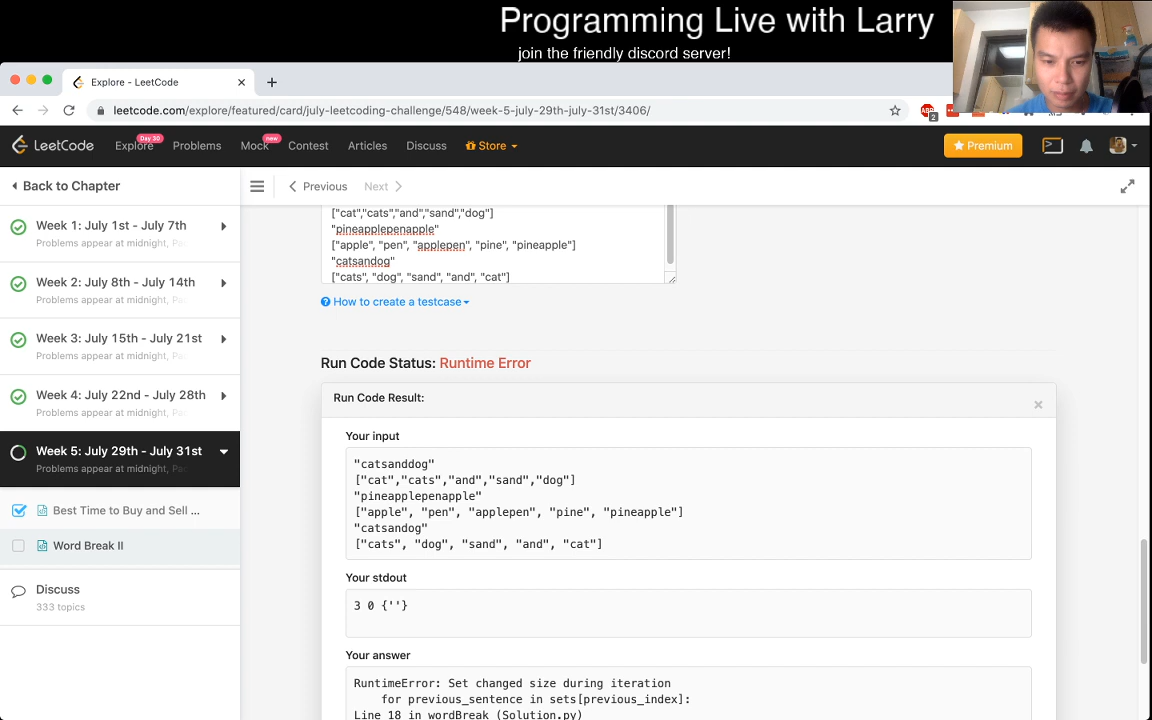 Programming Live with Larry
join the friendly discord server!
Explore - LeetCode
leetcode.com/explore/featured/card/july-leetcoding-challenge/548/week-5-july-29th-july-31st/3406/
2
LeetCode
Explore
Day 30
Problems
Mock
new
Contest
Articles
Discuss
Store
Premium
Back to Chapter
Previous
Next
Week 1: July 1st - July 7th
Problems appear at midnight,
Week 2: July 8th - July 14th
Problems appear at midnight,
Week 3: July 15th - July 21st
Problems appear at midnight,
Week 4: July 22nd - July 28th
Problems appear at midnight,
Week 5: July 29th - July 31st
Problems appear at midnight,
Best Time to Buy and Sell ...
Word Break II
Discuss
333 topics
["cat","cats","and","sand","dog"]
"pineapplepenapple"
["apple", "pen", "applepen", "pine", "pineapple"]
"catsandog"
["cats", "dog", "sand", "and", "cat"]
How to create a testcase
Run Code Status: Runtime Error
Run Code Result:
×
Your input
"catsanddog"
["cat","cats","and","sand","dog"]
"pineapplepenapple"
["apple", "pen", "applepen", "pine", "pineapple"]
"catsandog"
["cats", "dog", "sand", "and", "cat"]
Your stdout
3 0 {''}
Your answer
RuntimeError: Set changed size during iteration
for previous_sentence in sets[previous_index]:
Line 18 in wordBreak (Solution.py)